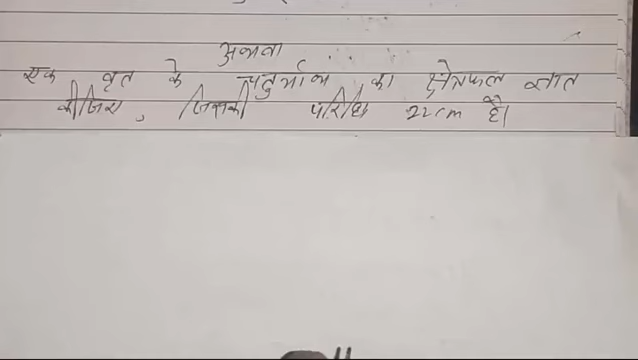 अथवा
एक वृत के चतुर्थांश का क्षेत्रफल ज्ञात
कीजिए, जिसकी परिधि 22cm है।